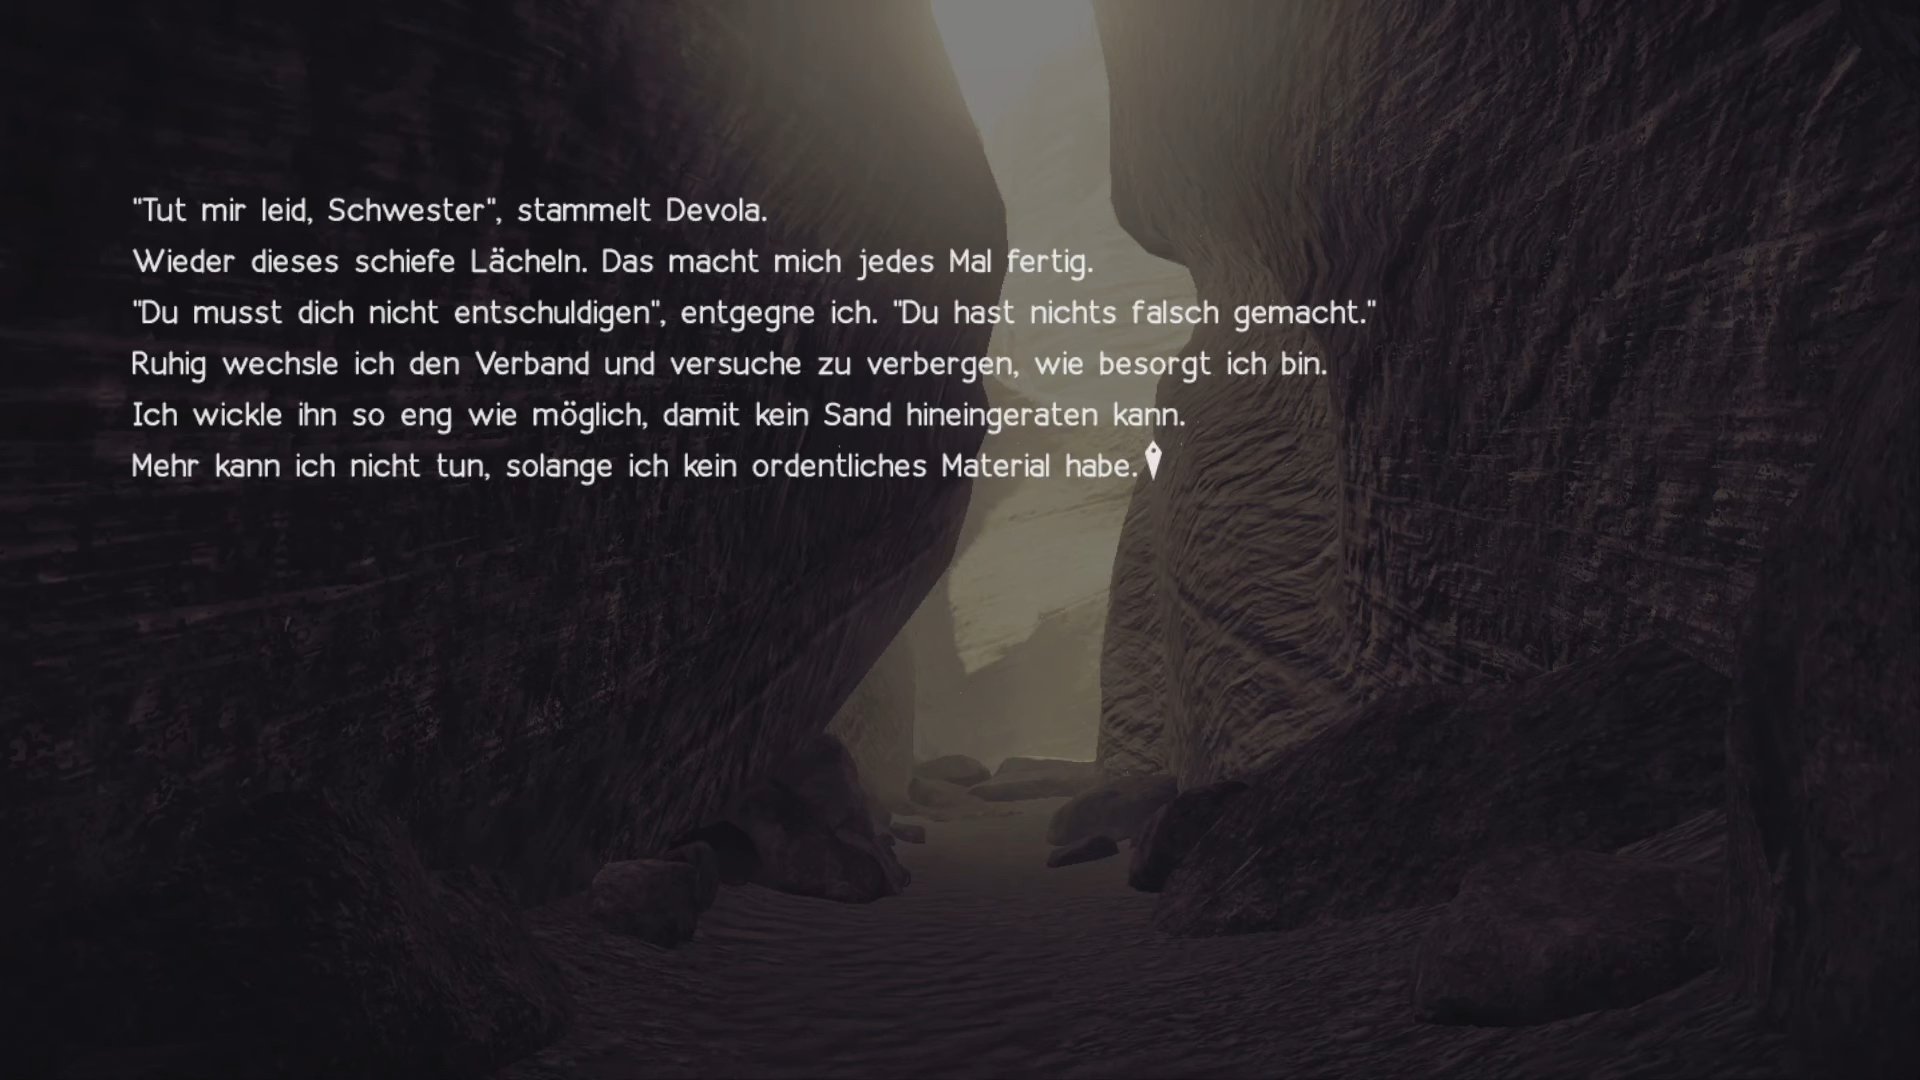 "Tut mir leid, Schwester", stammelt Devola.
Wieder dieses schiefe Lächeln. Das macht mich jedes Mal fertig.
"Du musst dich nicht entschuldigen", entgegne ich. "Du hast nichts falsch gemacht."
Ruhig wechsle ich den Verband und versuche zu verbergen, wie besorgt ich bin.
Ich wickle ihn so eng wie möglich, damit kein Sand hineingeraten kann.
Mehr kann ich nicht tun, solange ich kein ordentliches Material habe.